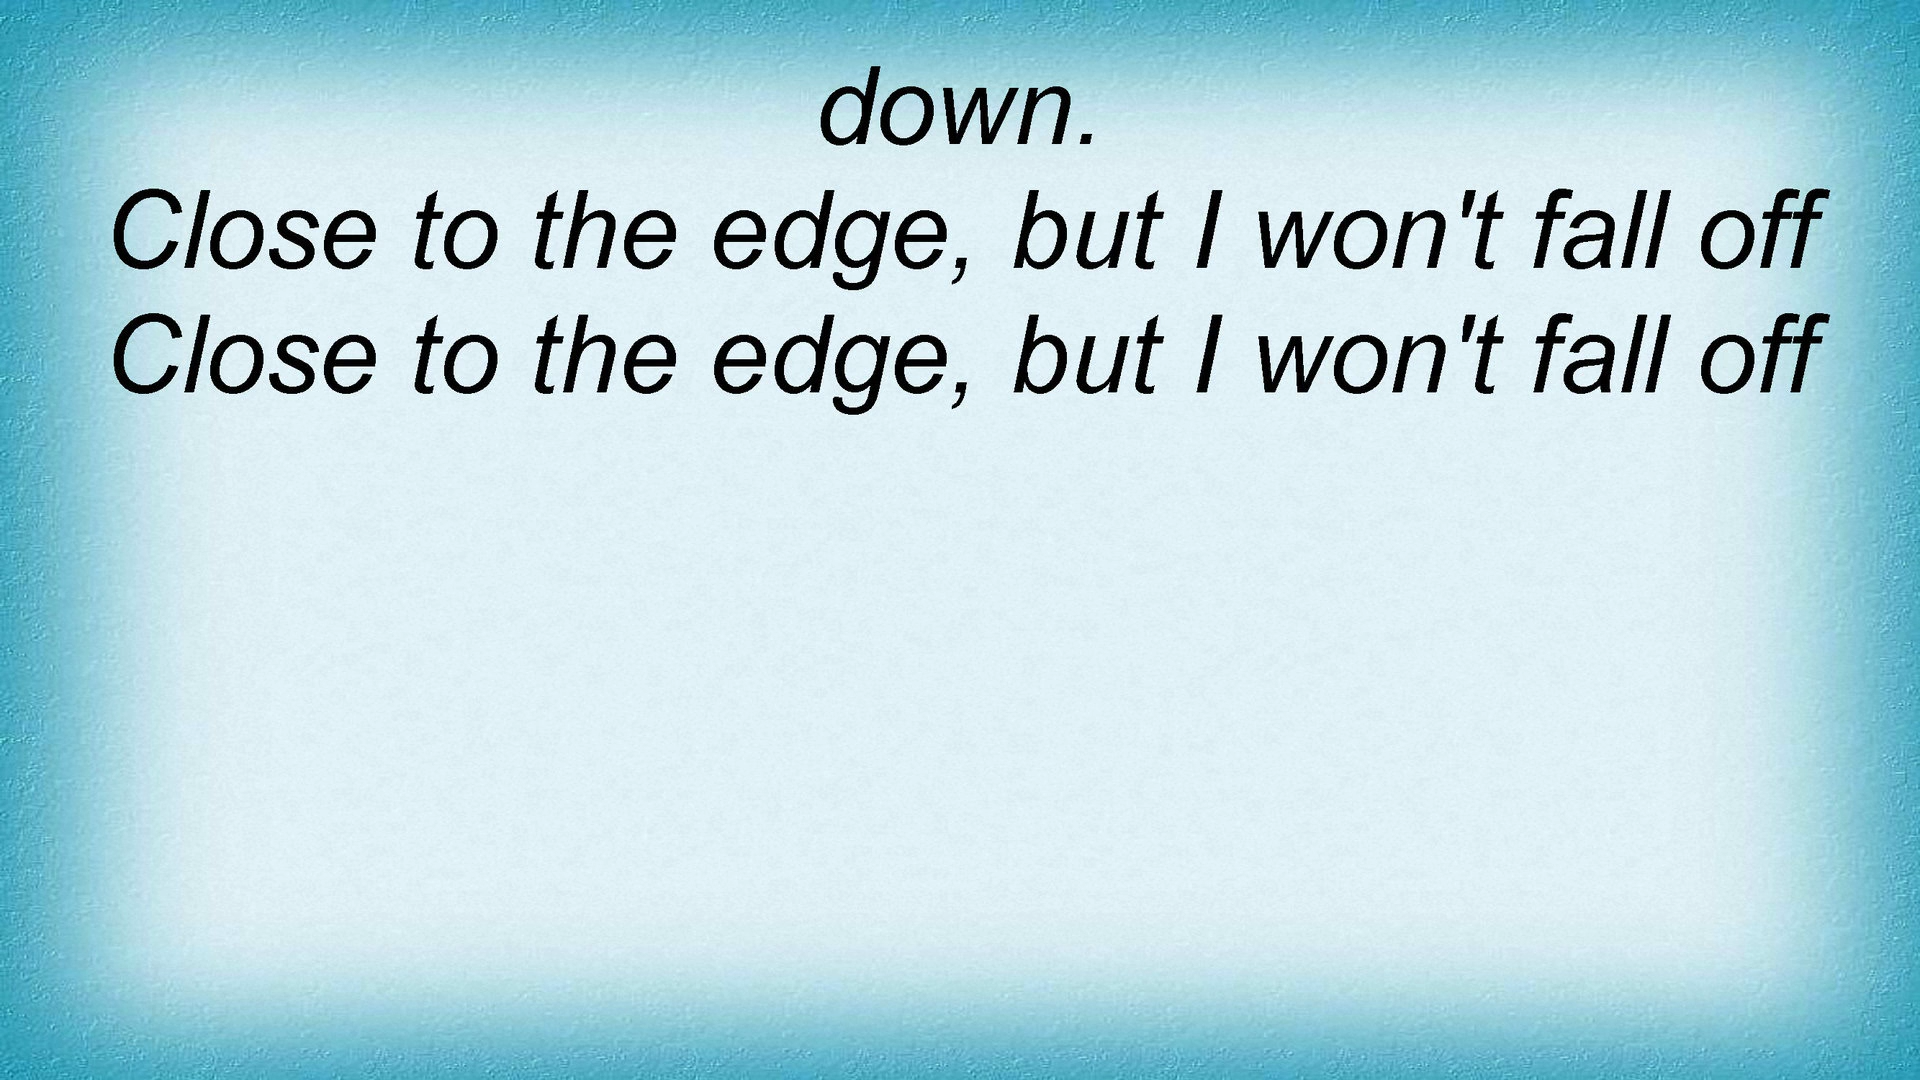 down.
Close to the edge, but I won't fall off
Close to the edge, but I won't fall off